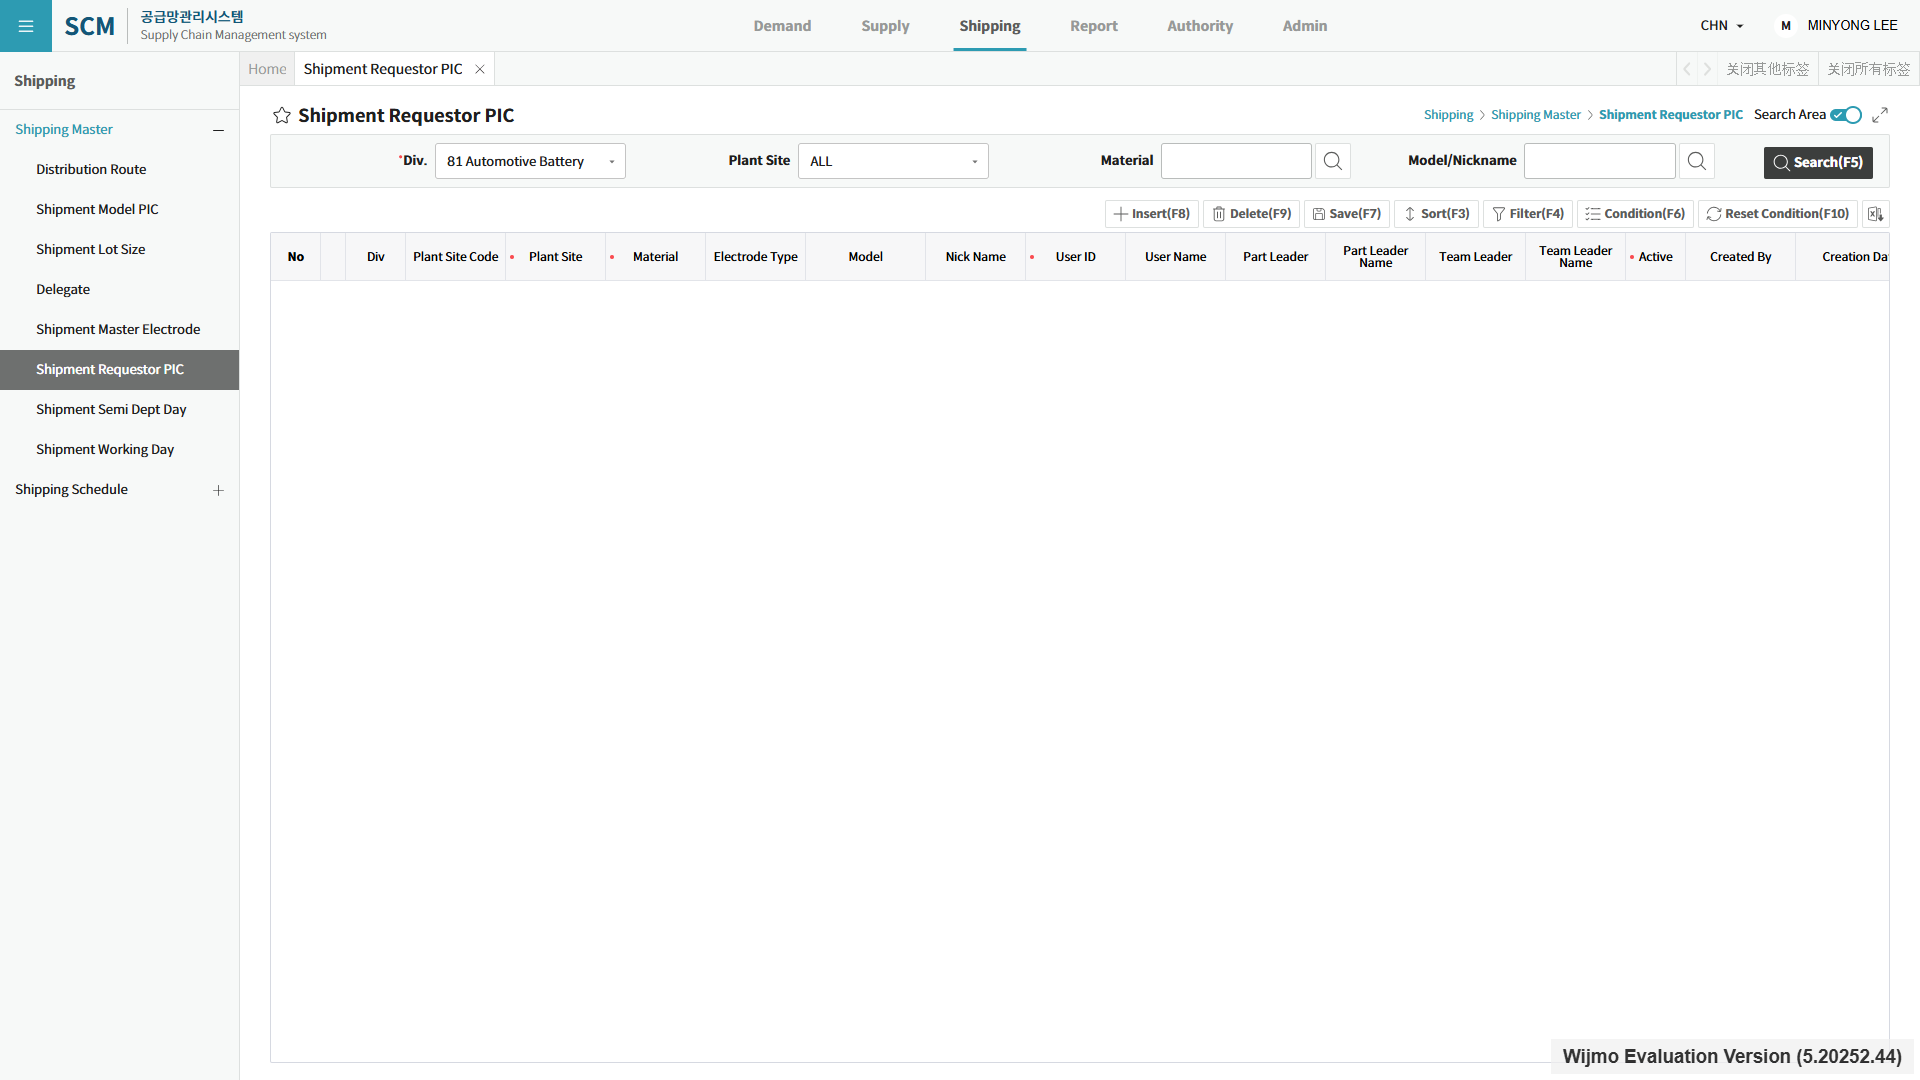 SCM
공급망관리시스템
Supply Chain Management system
Demand
Supply
Shipping
Report
Authority
Admin
CHN
M
MINYONG LEE
Shipping
Home
Shipment Requestor PIC
关闭其他标签
关闭所有标签
Shipping Master
Distribution Route
Shipment Model PIC
Shipment Lot Size
Delegate
Shipment Master Electrode
Shipment Requestor PIC
Shipment Semi Dept Day
Shipment Working Day
Shipping Schedule
Shipment Requestor PIC
Shipping > Shipping Master > Shipment Requestor PIC
Search Area
*Div.
81 Automotive Battery
Plant Site
ALL
Material
Model/Nickname
Search(F5)
Insert(F8)
Delete(F9)
Save(F7)
Sort(F3)
Filter(F4)
Condition(F6)
Reset Condition(F10)
No
Div
Plant Site Code
Plant Site
Material
Electrode Type
Model
Nick Name
User ID
User Name
Part Leader
Part Leader
Name
Team Leader
Team Leader
Name
Active
Created By
Creation Da
Wijmo Evaluation Version (5.20252.44)